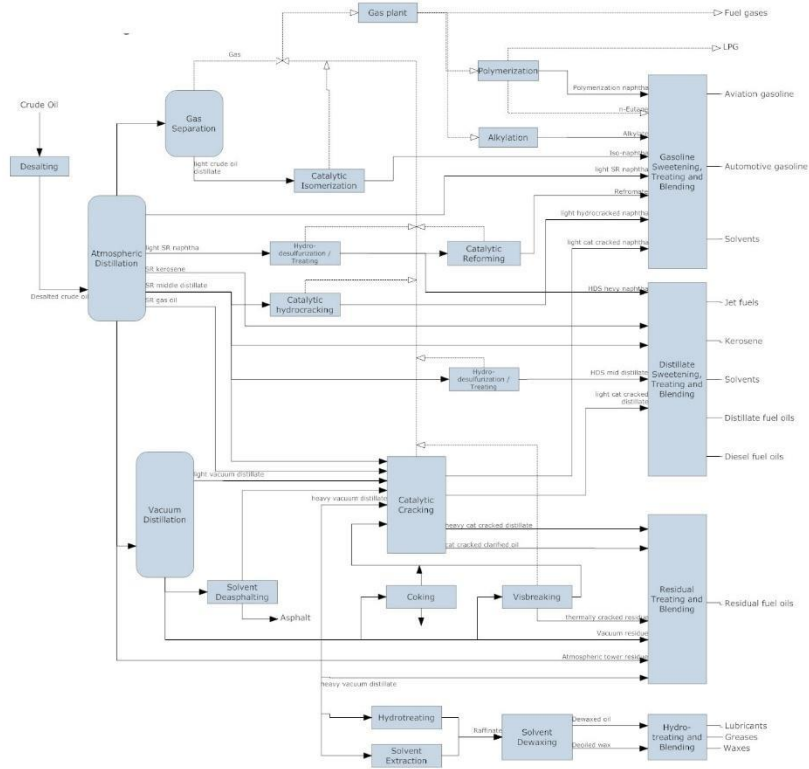 Gas plant
Fuel gases
LPG
Gas
Polymerization
Polymerization naphtha
n-Butane
Aviation gasoline
Crude Oil
Gas
Separation
Alkylation
Alkylate
Desalting
light crude oil
distillate
Catalytic
Isomerization
Iso-naphtha
light SR naphtha
Gasoline
Sweetening,
Treating and
Blending
Automotive gasoline
Reformate
light hydrocracked naphtha
Atmospheric
Distillation
light SR naphtha
Hydro-
desulfurization /
Treating
Catalytic
Reforming
light cat cracked naphtha
Solvents
SR kerosene
SR middle distillate
SR gas oil
Desalted crude oil
Catalytic
hydrocracking
HDS hevy naphtha
Jet fuels
Kerosene
Hydro-
desulfurization /
Treating
HDS mid distillate
light cat cracked
distillate
Distillate
Sweetening,
Treating and
Blending
Solvents
Distillate fuel oils
Diesel fuel oils
light vacuum distillate
Vacuum
Distillation
heavy vacuum distillate
Catalytic
Cracking
heavy cat cracked distillate
cat cracked clarified oil
Solvent
Deasphalting
Asphalt
Coking
Visbreaking
thermally cracked residue
Vacuum residue
Atmospheric tower residue
Residual
Treating and
Blending
Residual fuel oils
heavy vacuum distillate
Hydrotreating
Solvent
Extraction
Raffinate
Solvent
Dewaxing
Dewaxed oil
Deoiled wax
Hydro-
treating and
Blending
Lubricants
Greases
Waxes